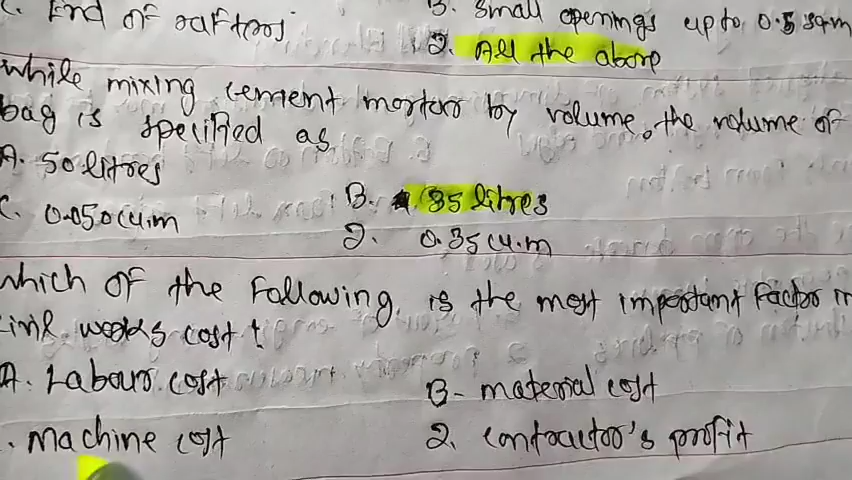 C. End of rafters
B. Small openings up to 0.5 sqm
D. All the above
while mixing cement mortar by volume, the volume of
bag is specified as
A. 50 litres
B. 35 litres
C. 0.050 cu.m
D. 0.35 cu.m
which of the following is the most important factor in
civil works cost?
A. Labour cost
B- material cost
. machine cost
D. contractor's profit